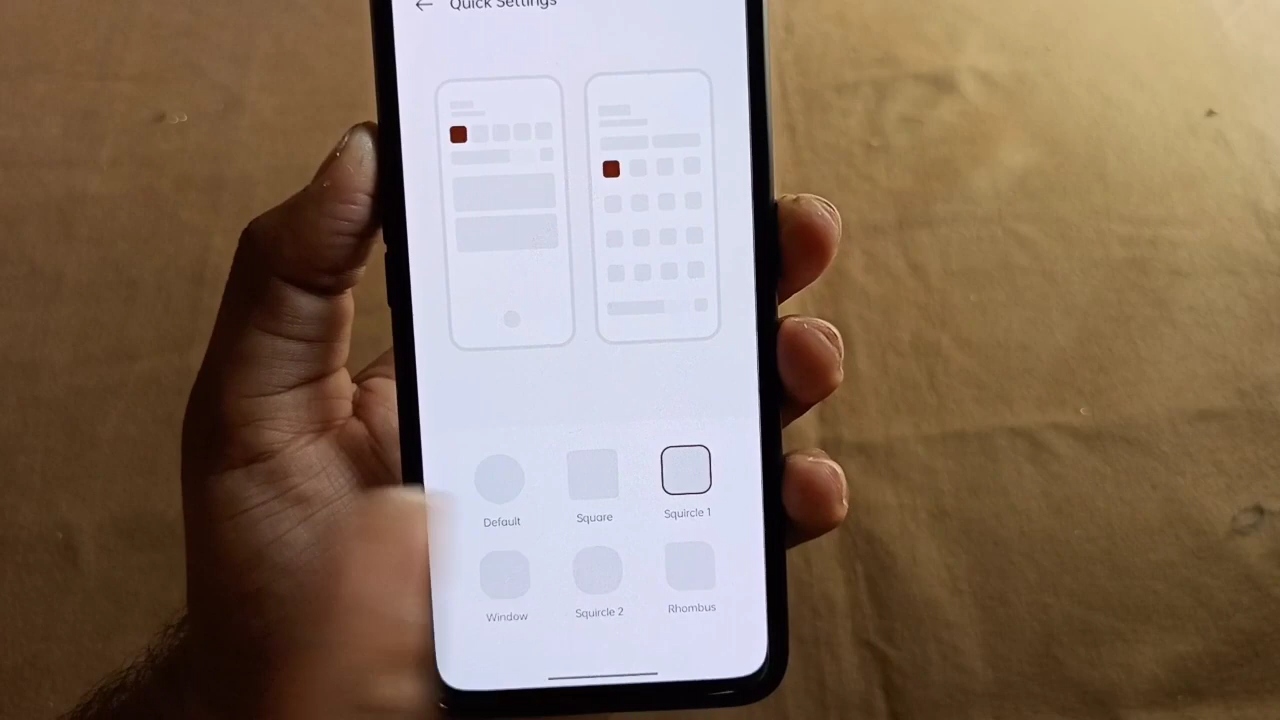 Quick Settings
Default
Square
Squircle 1
Window
Squircle 2
Rhombus